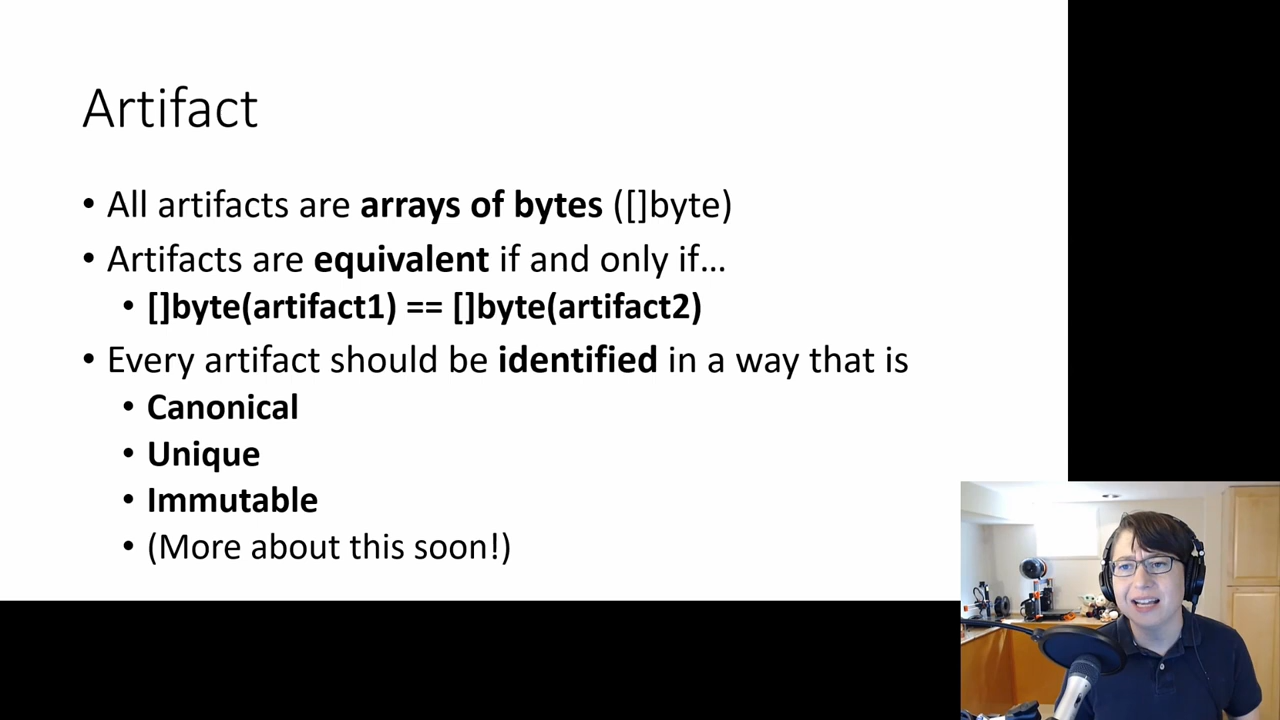 Artifact
• All artifacts are arrays of bytes ([]byte)
• Artifacts are equivalent if and only if…
• []byte(artifact1) == []byte(artifact2)
• Every artifact should be identified in a way that is
• Canonical
• Unique
• Immutable
• (More about this soon!)